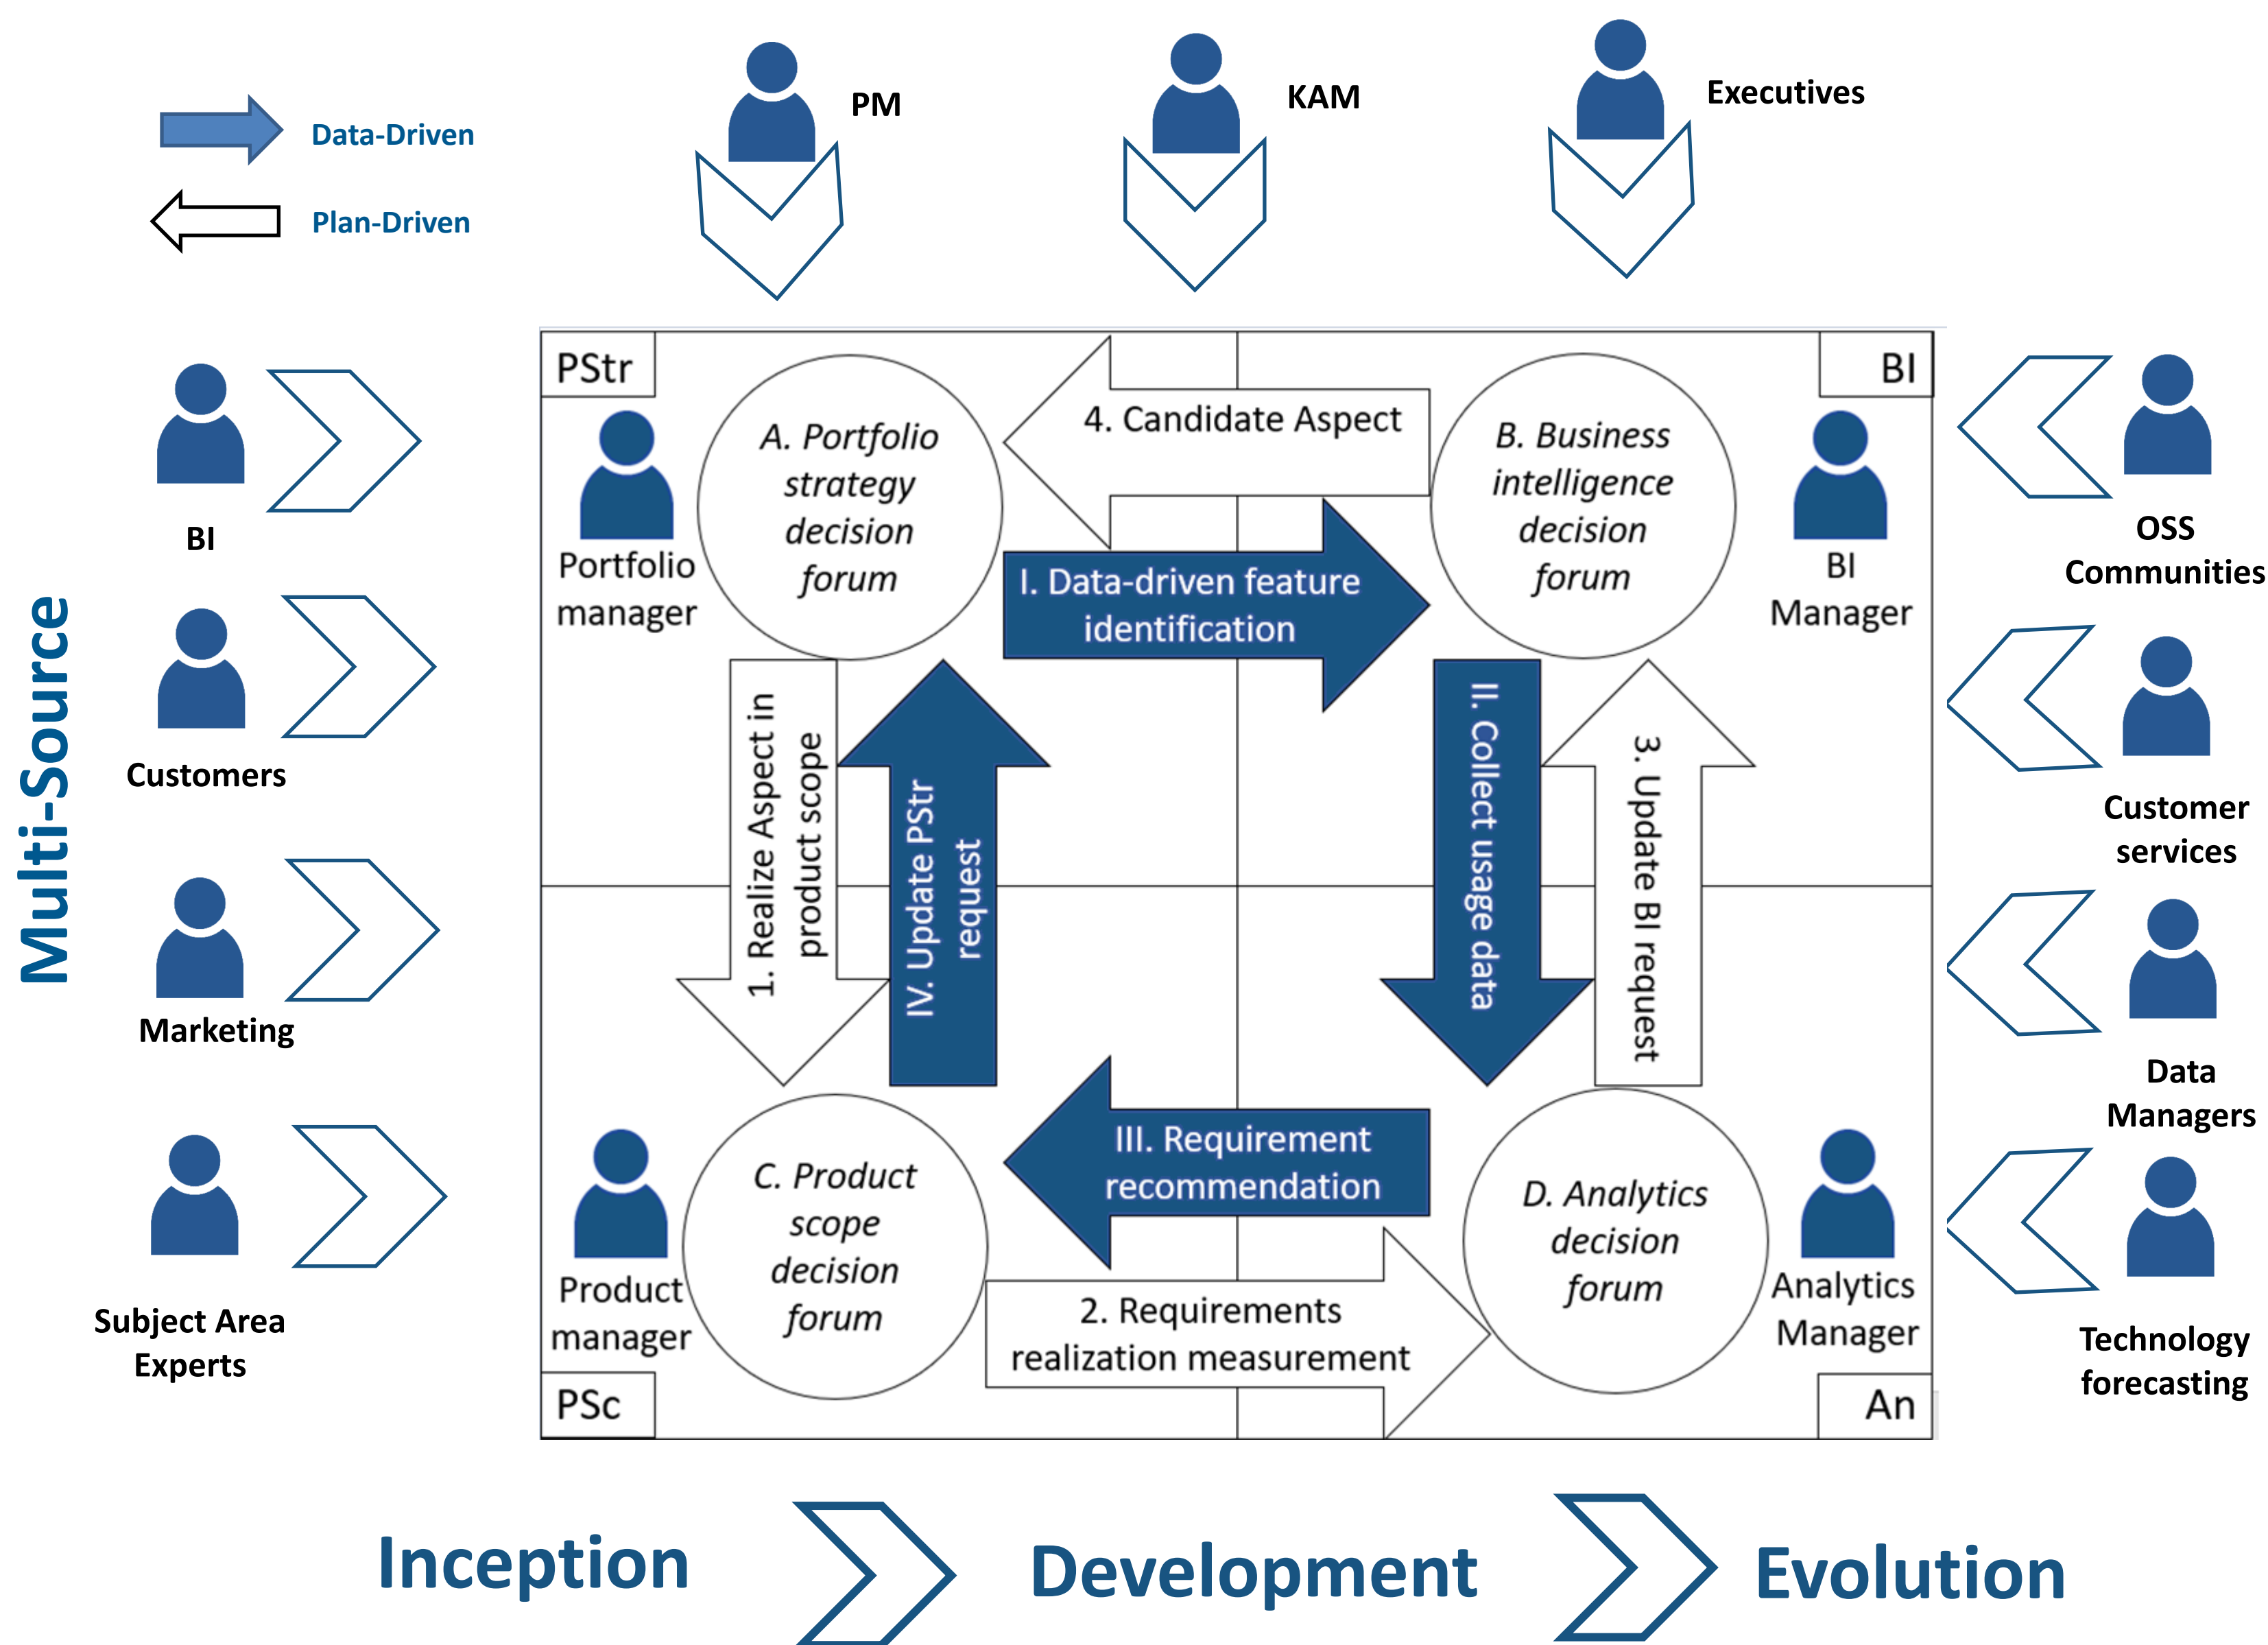 PM
KAM
Executives
Data-Driven
Plan-Driven
Multi-Source
BI
Customers
Marketing
Subject Area
Experts
PStr
Portfolio
manager
A. Portfolio
strategy
decision
forum
4. Candidate Aspect
I. Data-driven feature
identification
BI
B. Business
intelligence
decision
forum
BI
Manager
1. Realize Aspect in
product scope
IV. Update PStr
request
II. Collect usage data
3. Update BI request
Product
manager
C. Product
scope
decision
forum
PSc
III. Requirement
recommendation
2. Requirements
realization measurement
D. Analytics
decision
forum
Analytics
Manager
An
OSS
Communities
Customer
services
Data
Managers
Technology
forecasting
Inception
Development
Evolution